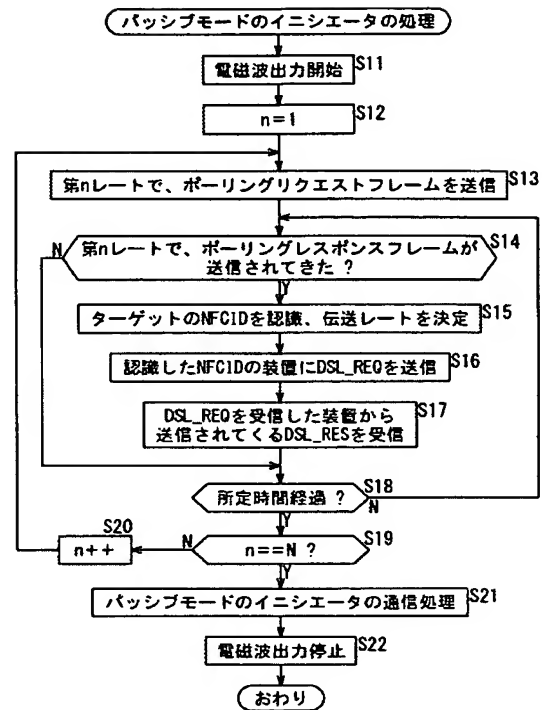 パッシブモードのイニシエータの処理
電磁波出力開始
S11
n=1
S12
第nレートで、ポーリングリクエストフレームを送信
S13
第nレートで、ポーリングレスポンスフレームが
送信されてきた ?
S14
N
Y
ターゲットのNFCIDを認識、伝送レートを決定
S15
認識したNFCIDの装置にDSL_REQを送信
S16
DSL_REQを受信した装置から
送信されてくるDSL_RESを受信
S17
所定時間経過 ?
S18
N
Y
n==N ?
S19
N
Y
n++
S20
パッシブモードのイニシエータの通信処理
S21
電磁波出力停止
S22
おわり